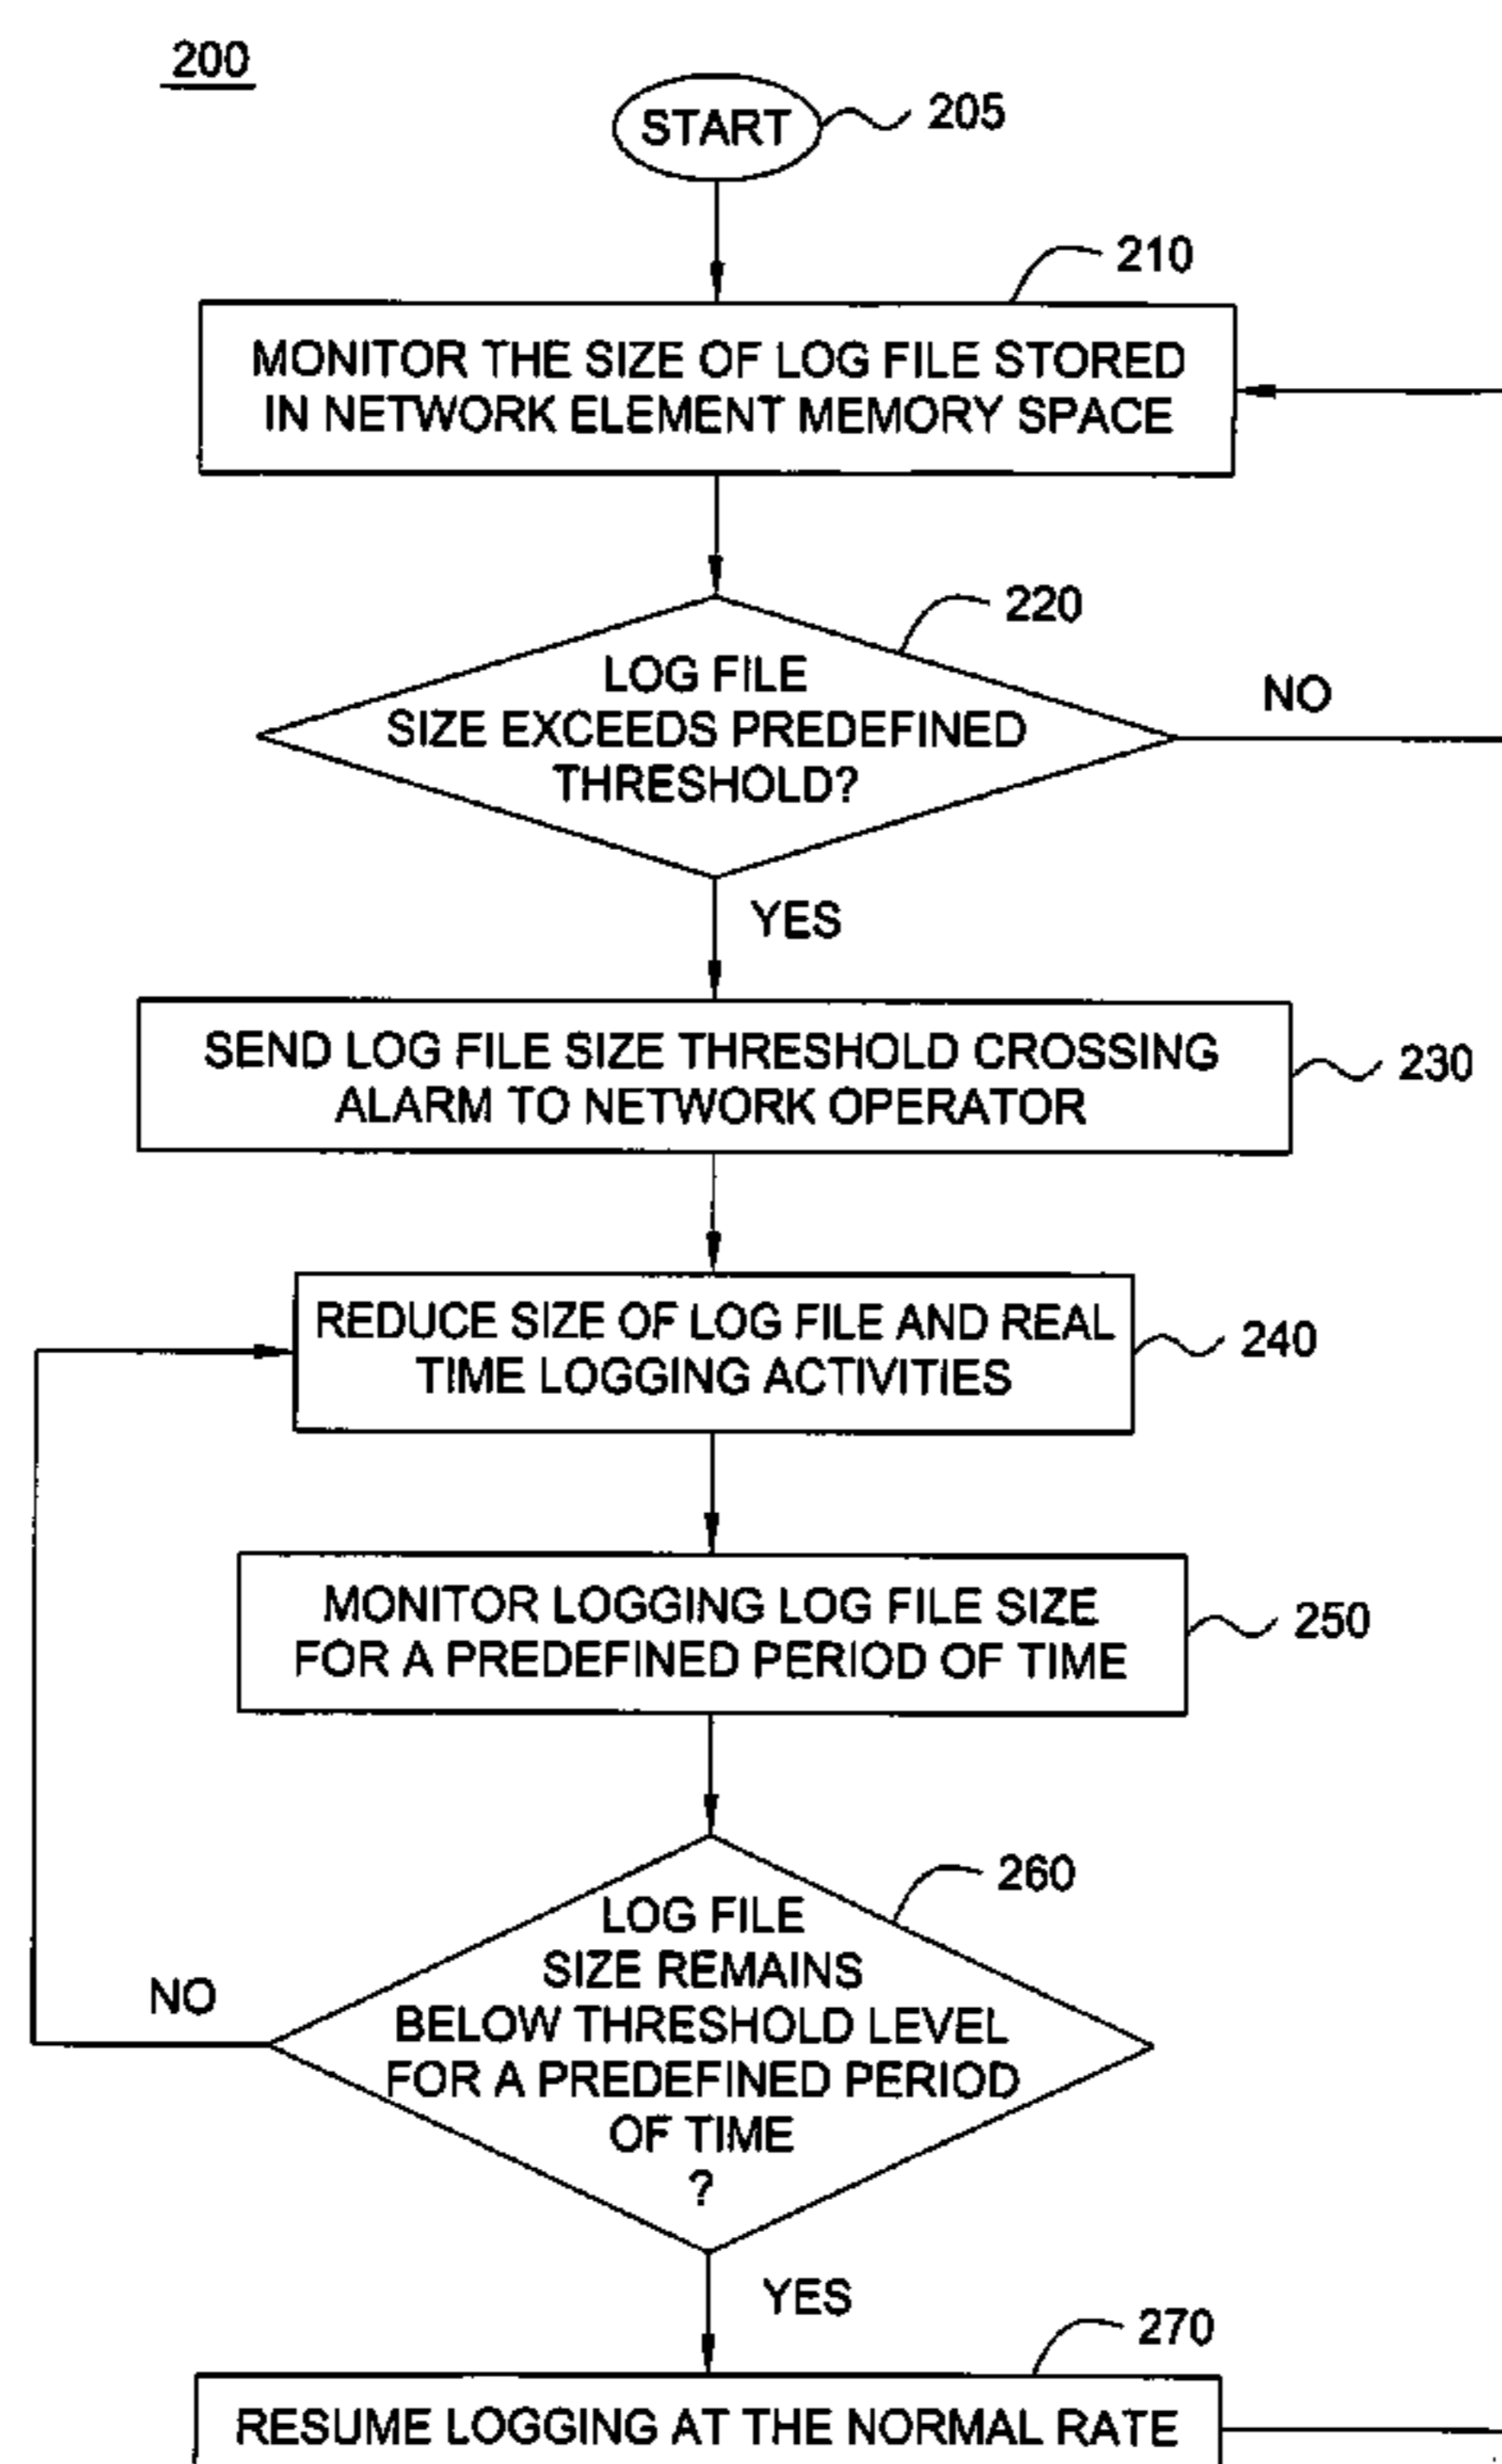 200
START
205
210
MONITOR THE SIZE OF LOG FILE STORED
IN NETWORK ELEMENT MEMORY SPACE
220
LOG FILE
SIZE EXCEEDS PREDEFINED
THRESHOLD?
NO
YES
SEND LOG FILE SIZE THRESHOLD CROSSING
ALARM TO NETWORK OPERATOR
230
REDUCE SIZE OF LOG FILE AND REAL
TIME LOGGING ACTIVITIES
240
MONITOR LOGGING LOG FILE SIZE
FOR A PREDEFINED PERIOD OF TIME
250
260
LOG FILE
SIZE REMAINS
BELOW THRESHOLD LEVEL
FOR A PREDEFINED PERIOD
OF TIME
?
NO
YES
270
RESUME LOGGING AT THE NORMAL RATE